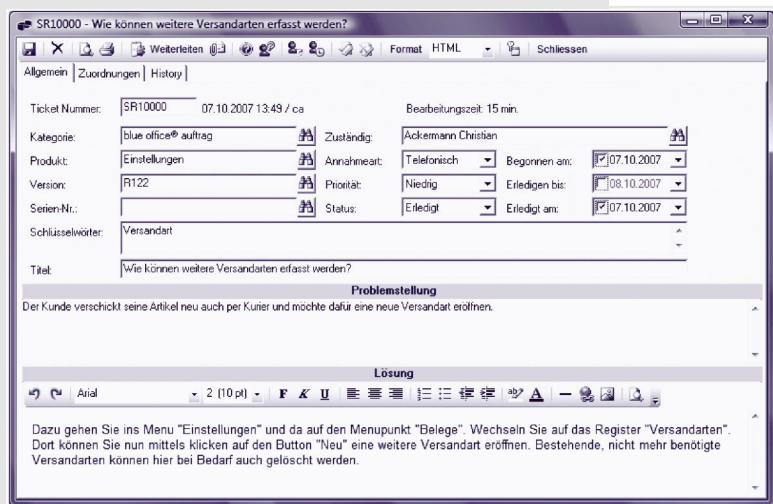 SR10000 - Wie können weitere Versandarten erfasst werden?
Weiterleiten Format HTML Schliessen
Allgemein Zuordnungen History
Ticket Nummer: SR10000 07.10.2007 13:49 / ca Bearbeitungszeit: 15 min.
Kategorie: blue office® auftrag Zuständig: Ackermann Christian
Produkt: Einstellungen Annahmeart: Telefonisch Begonnen am: 07.10.2007
Version: R122 Priorität: Niedrig Erledigen bis: 08.10.2007
Serien-Nr.: Status: Erledigt Erledigt am: 07.10.2007
Schlüsselwörter: Versandart
Titel: Wie können weitere Versandarten erfasst werden?
Problemstellung
Der Kunde verschickt seine Artikel neu auch per Kurier und möchte dafür eine neue Versandart eröffnen.
Lösung
Arial 2 (10 pt) F K U ab A
Dazu gehen Sie ins Menu "Einstellungen" und da auf den Menupunkt "Belege". Wechseln Sie auf das Register "Versandarten".
Dort können Sie nun mittels klicken auf den Button "Neu" eine weitere Versandart eröffnen. Bestehende, nicht mehr benötigte
Versandarten können hier bei Bedarf auch gelöscht werden.